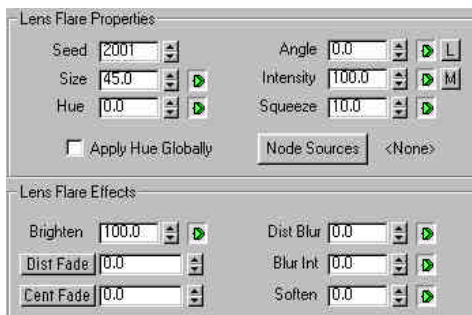 Lens Flare Properties
Seed 2001 Angle 0.0 L
Size 45.0 Intensity 100.0 M
Hue 0.0 Squeeze 10.0
Apply Hue Globally Node Sources <None>
Lens Flare Effects
Brighten 100.0 Dist Blur 0.0
Dist Fade 0.0 Blur Int 0.0
Cent Fade 0.0 Soften 0.0